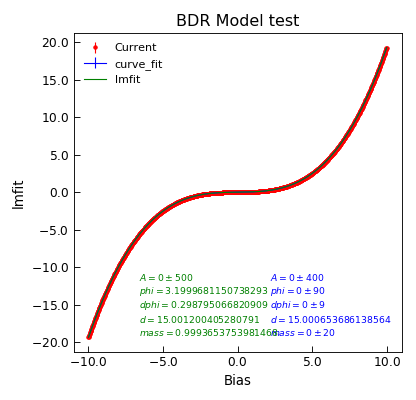 BDR Model test
Current
curve_fit
lmfit
20.0
15.0
10.0
5.0
0.0
−5.0
−10.0
−15.0
−20.0
lmfit
A = 0 ± 500
phi = 3.1999681150738293
dphi = 0.298795066820909
d = 15.001200405280791
A = 0 ± 400
phi = 0 ± 90
dphi = 0 ± 9
d = 15.000653686138564
mass = 0 ± 20
−10.0 −5.0 0.0 5.0 10.0
Bias